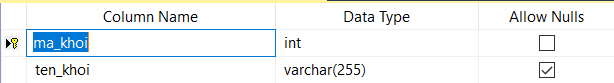 Column Name Data Type Allow Nulls
ma_khoi int
ten_khoi varchar(255)